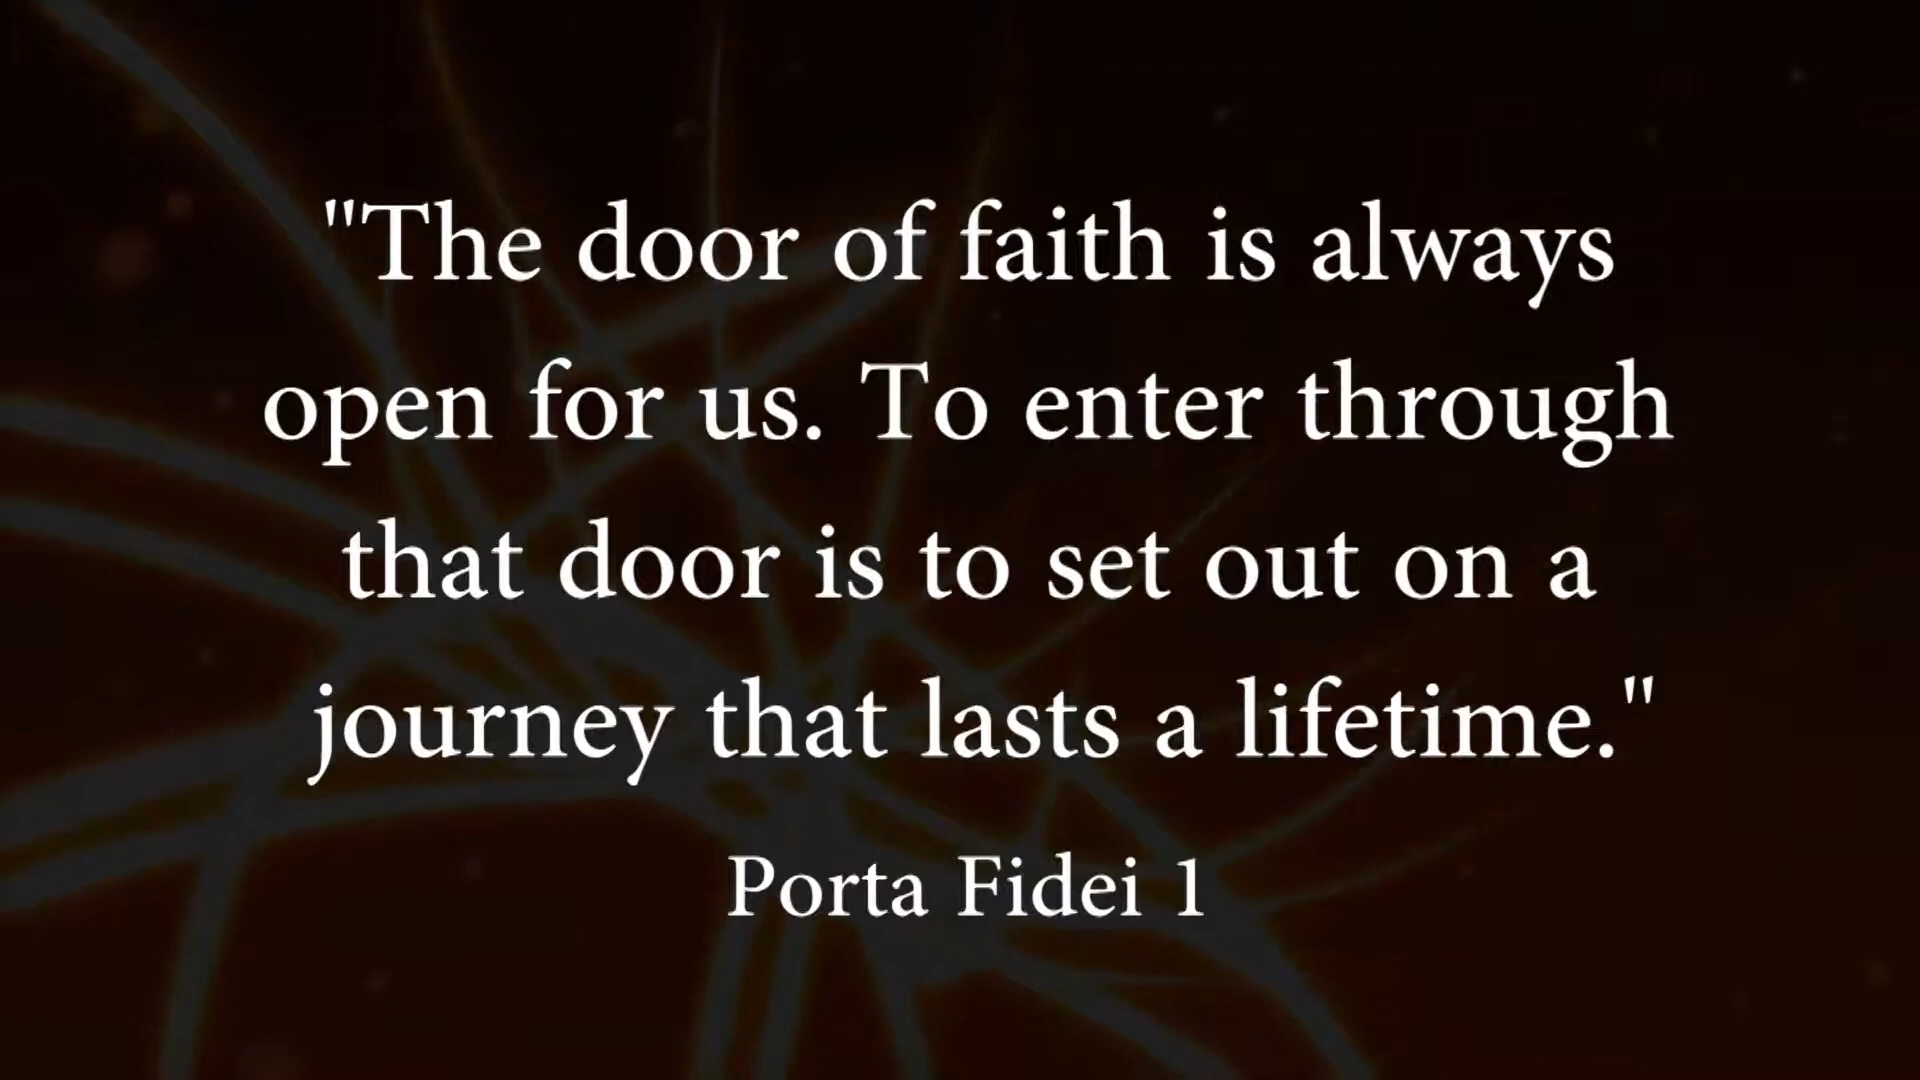 "The door of faith is always
open for us. To enter through
that door is to set out on a
journey that lasts a lifetime."
Porta Fidei 1